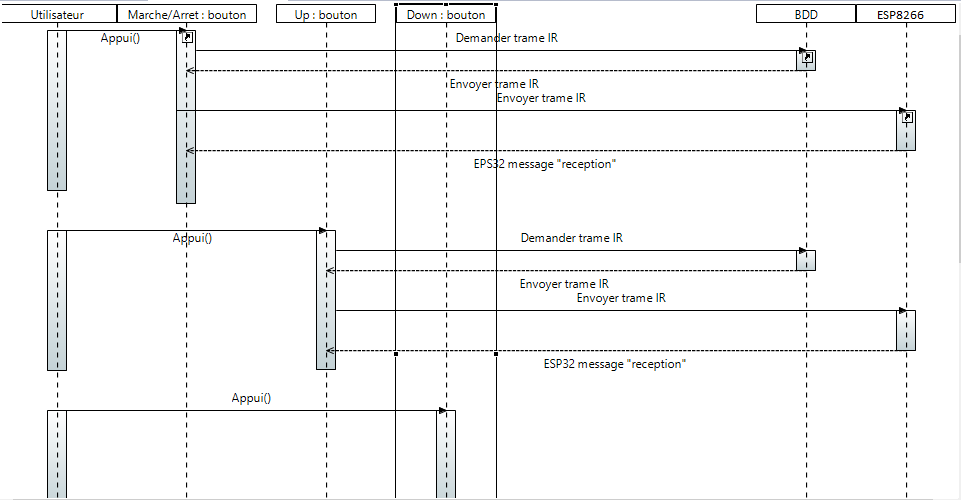 Utilisateur
Marche/Arret : bouton
Up : bouton
Down : bouton
BDD
ESP8266
Appui()
Demander trame IR
Envoyer trame IR
Envoyer trame IR
EPS32 message "reception"
Appui()
Demander trame IR
Envoyer trame IR
Envoyer trame IR
ESP32 message "reception"
Appui()